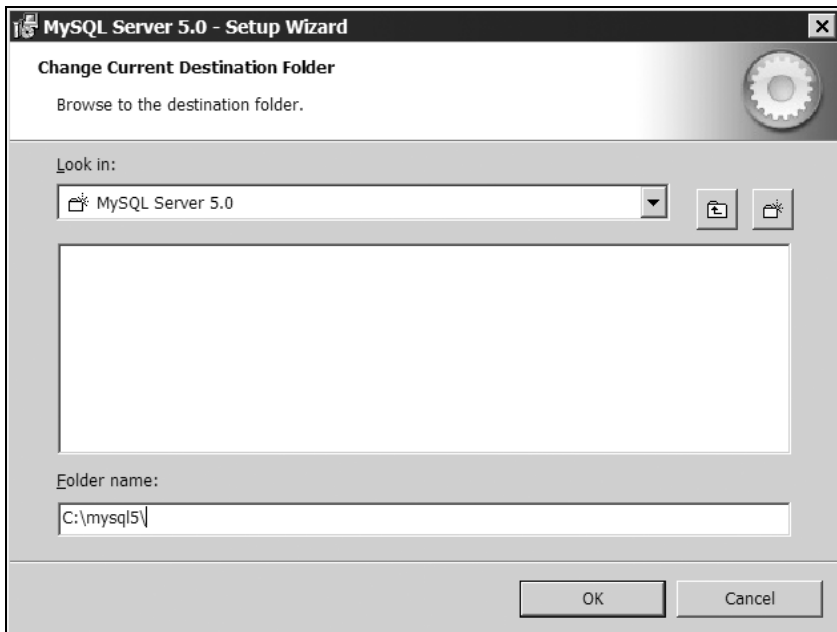 MySQL Server 5.0 - Setup Wizard
Change Current Destination Folder
Browse to the destination folder.
Look in:
MySQL Server 5.0
Folder name:
C:\mysql5\
OK
Cancel